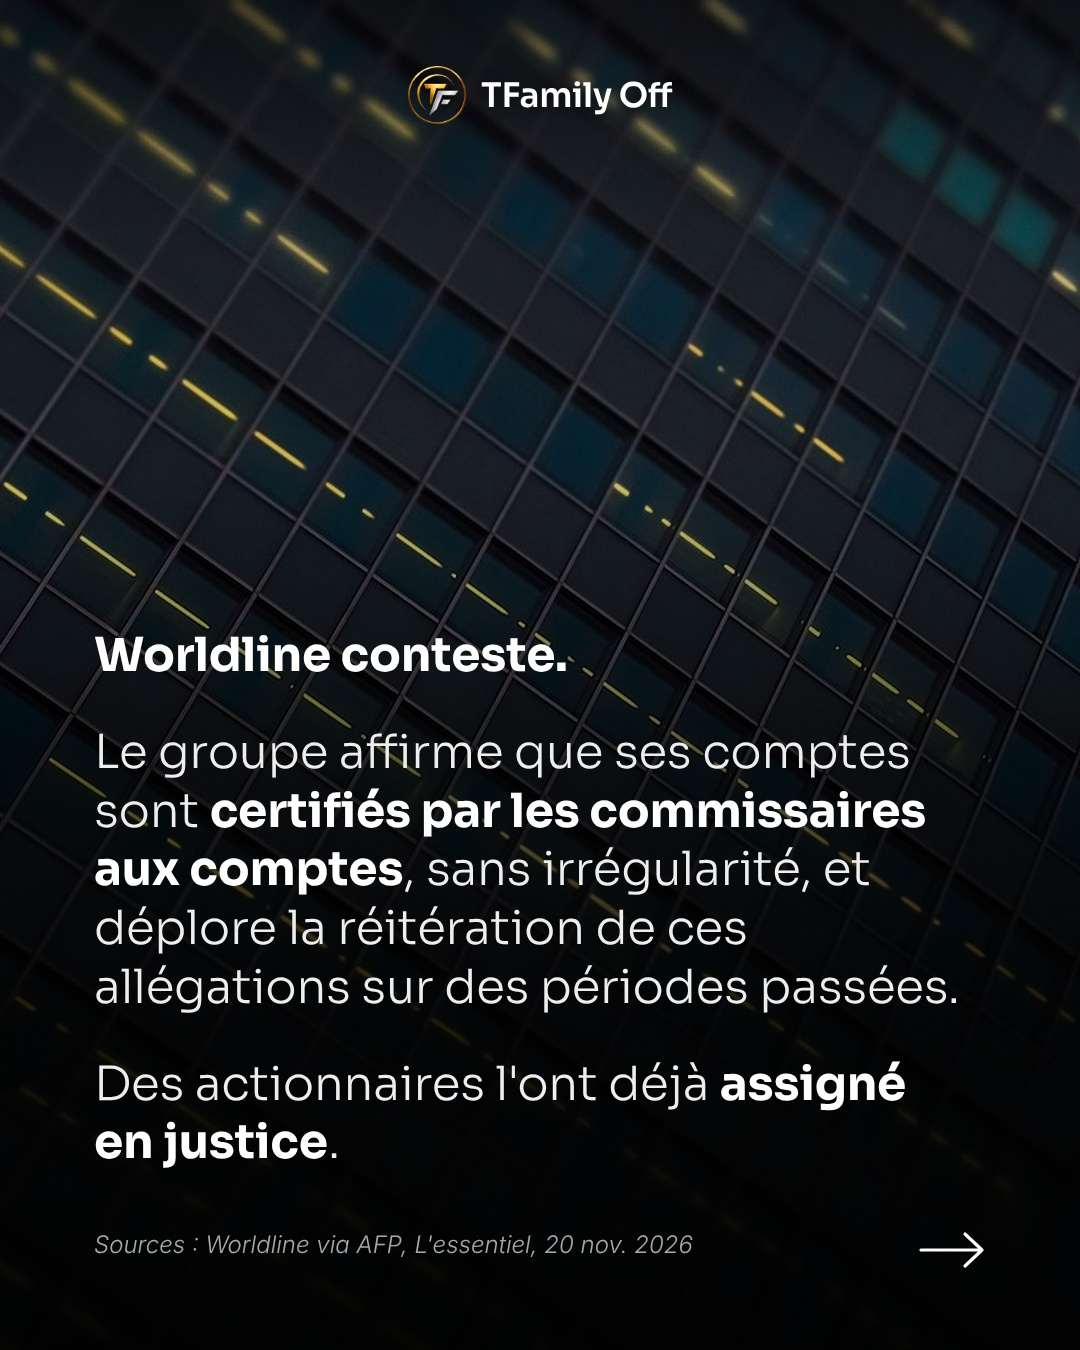 TFamily Off
Worldline conteste.
Le groupe affirme que ses comptes
sont certifiés par les commissaires
aux comptes, sans irrégularité, et
déplore la réitération de ces
allégations sur des périodes passées.
Des actionnaires l'ont déjà assigné
en justice.
Sources : Worldline via AFP, L'essentiel, 20 nov. 2026